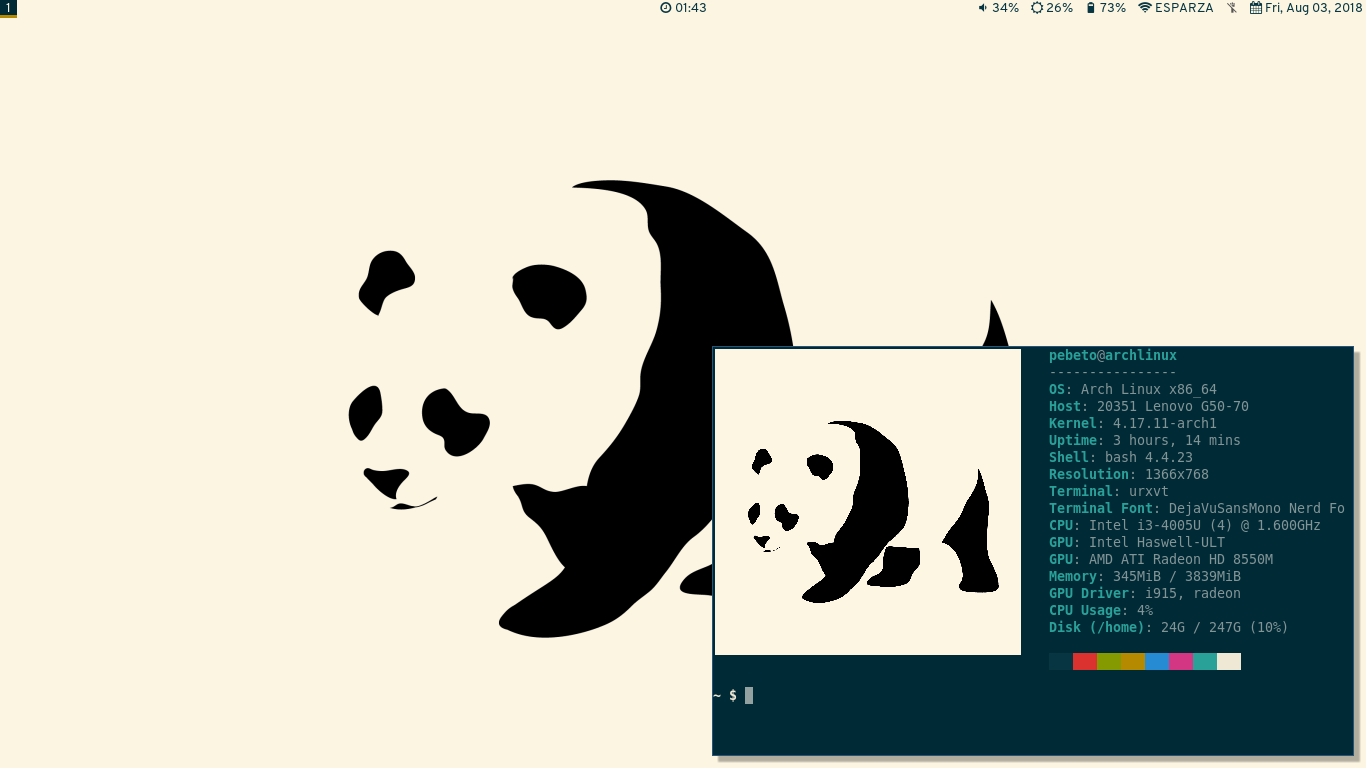 1
01:43
34% 26% 73% ESPARZA Fri, Aug 03, 2018
pebeto@archlinux
----------------
OS: Arch Linux x86_64
Host: 20351 Lenovo G50-70
Kernel: 4.17.11-arch1
Uptime: 3 hours, 14 mins
Shell: bash 4.4.23
Resolution: 1366x768
Terminal: urxvt
Terminal Font: DejaVuSansMono Nerd Fo
CPU: Intel i3-4005U (4) @ 1.600GHz
GPU: Intel Haswell-ULT
GPU: AMD ATI Radeon HD 8550M
Memory: 345MiB / 3839MiB
GPU Driver: i915, radeon
CPU Usage: 4%
Disk (/home): 24G / 247G (10%)
~ $